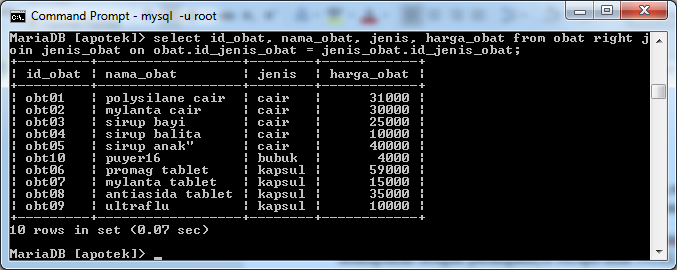 Command Prompt - mysql -u root
MariaDB [apotek]> select id_obat, nama_obat, jenis, harga_obat from obat right j
oin jenis_obat on obat.id_jenis_obat = jenis_obat.id_jenis_obat;
+---------+------------------+--------+------------+
| id_obat | nama_obat        | jenis  | harga_obat |
+---------+------------------+--------+------------+
| obt01   | polysilane cair  | cair   |      31000 |
| obt02   | mylanta cair     | cair   |      30000 |
| obt03   | sirup bayi       | cair   |      25000 |
| obt04   | sirup balita     | cair   |      10000 |
| obt05   | sirup anak"      | cair   |      40000 |
| obt10   | puyer16          | bubuk  |       4000 |
| obt06   | promag tablet    | kapsul |      59000 |
| obt07   | mylanta tablet   | kapsul |      15000 |
| obt08   | antiasida tablet | kapsul |      35000 |
| obt09   | ultraflu         | kapsul |      10000 |
+---------+------------------+--------+------------+
10 rows in set (0.07 sec)
MariaDB [apotek]> _